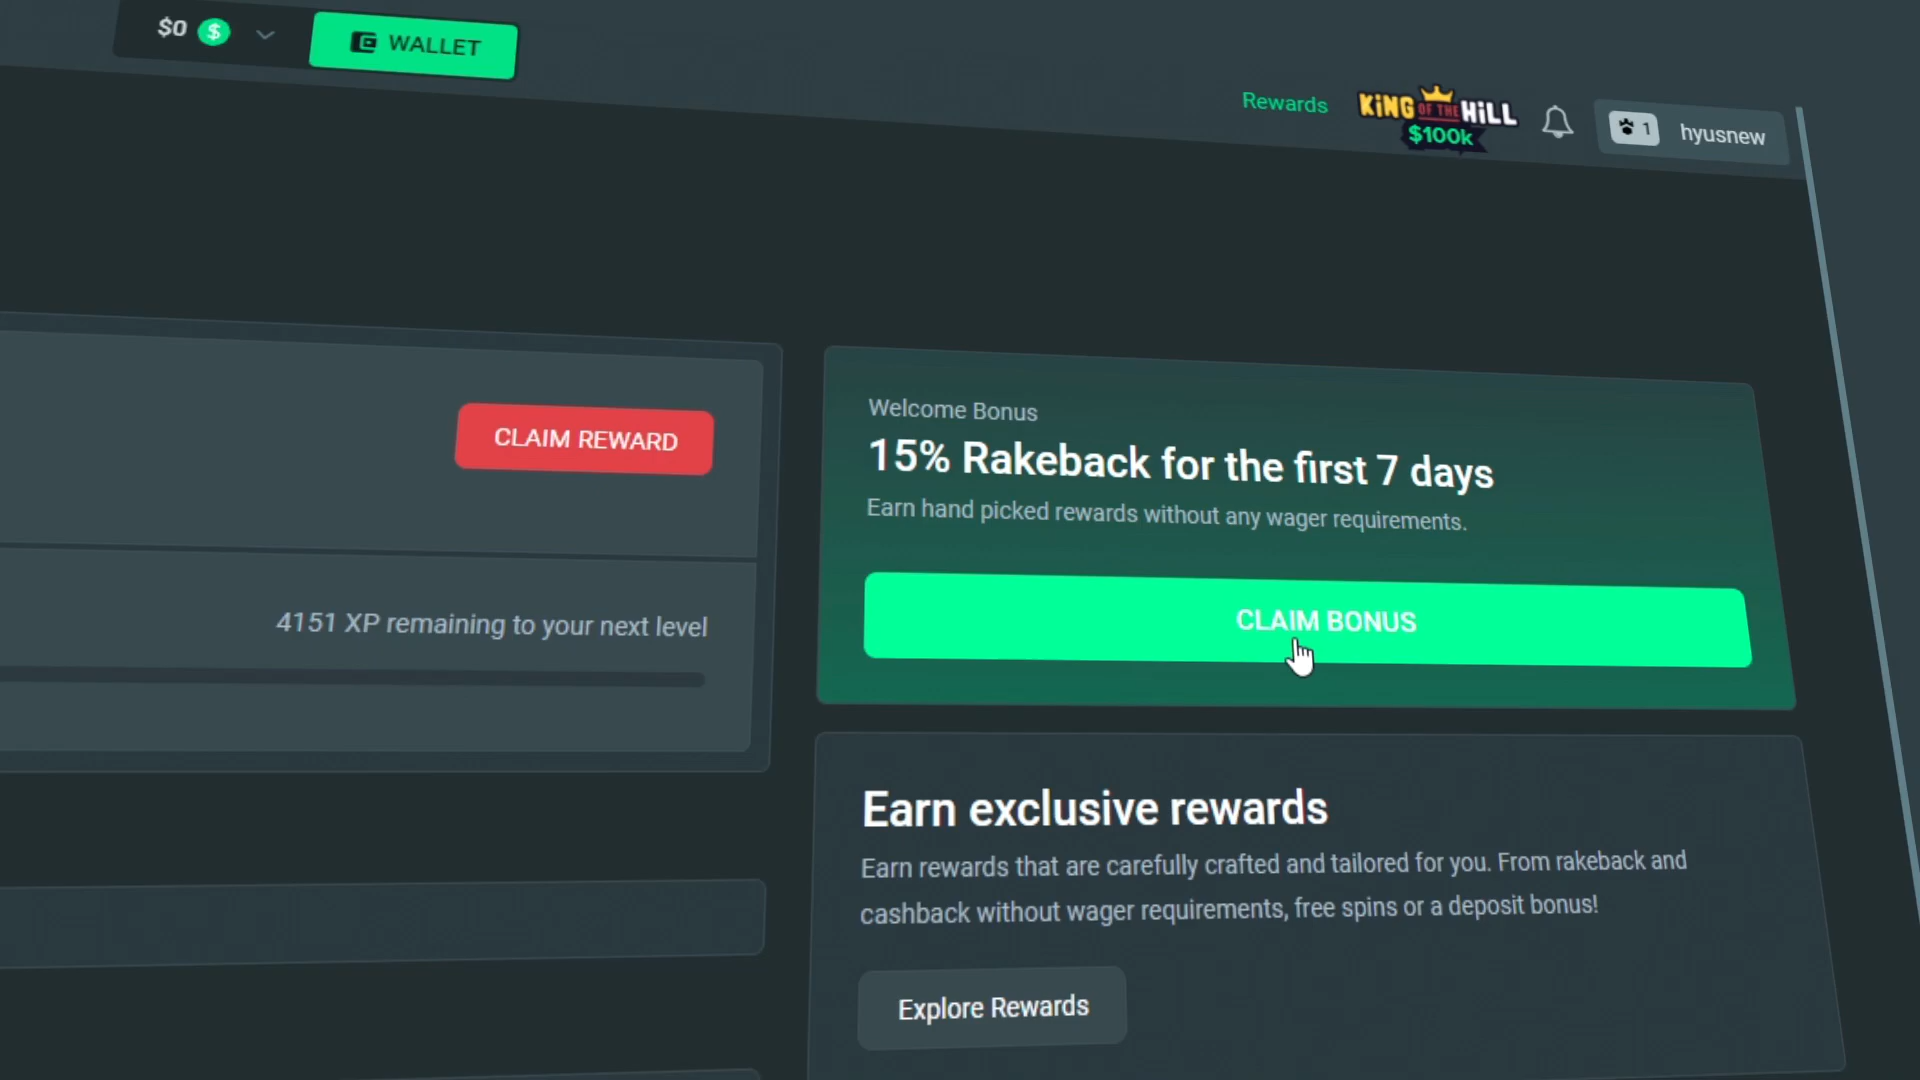 $0
WALLET
Rewards
KING OF THE HILL
$100k
1
hyusnew
CLAIM REWARD
4151 XP remaining to your next level
Welcome Bonus
15% Rakeback for the first 7 days
Earn hand picked rewards without any wager requirements.
CLAIM BONUS
Earn exclusive rewards
Earn rewards that are carefully crafted and tailored for you. From rakeback and
cashback without wager requirements, free spins or a deposit bonus!
Explore Rewards